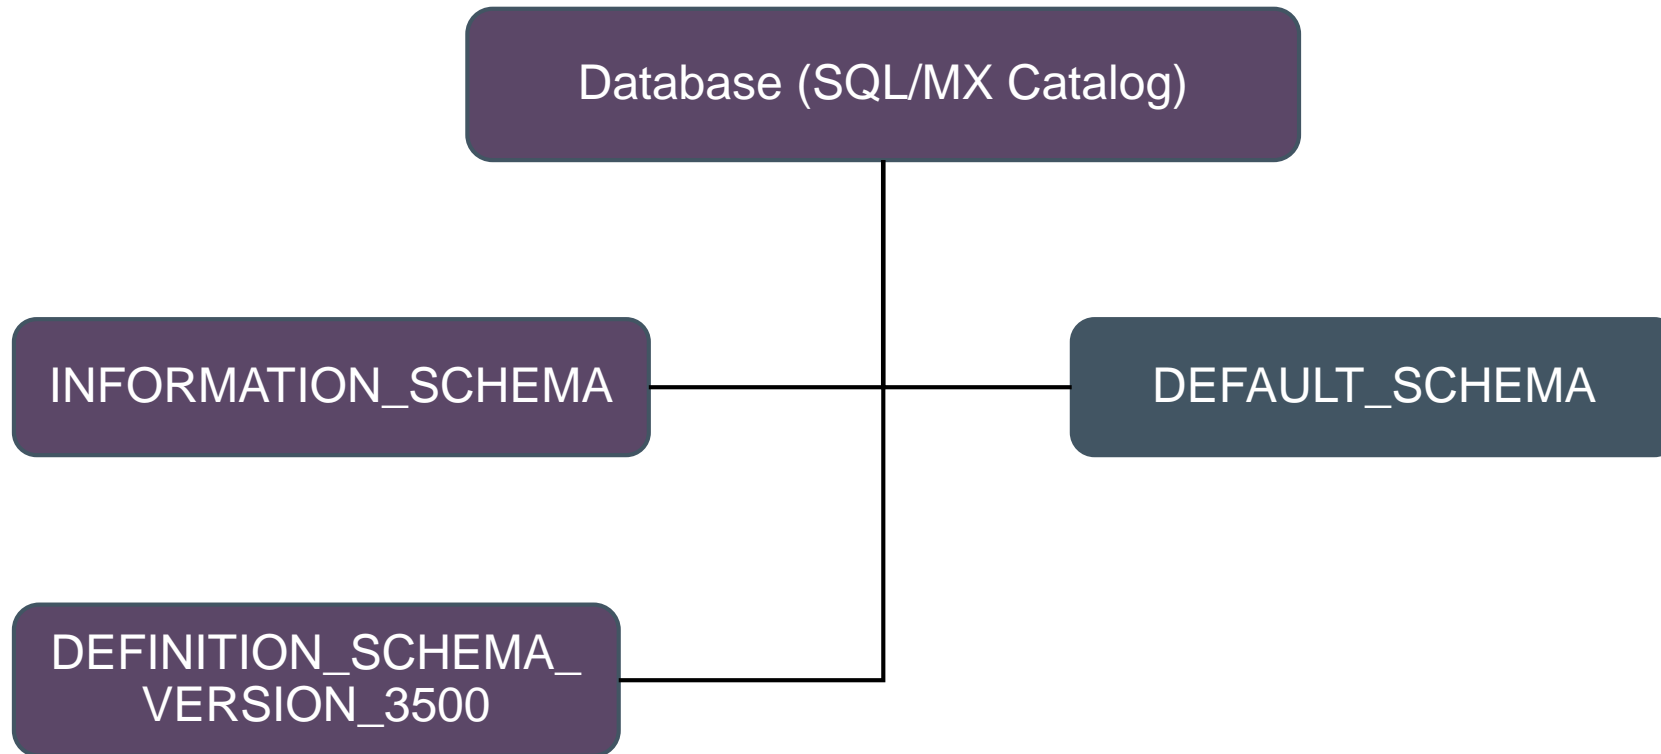 Database (SQL/MX Catalog)
INFORMATION_SCHEMA
DEFAULT_SCHEMA
DEFINITION_SCHEMA_
VERSION_3500